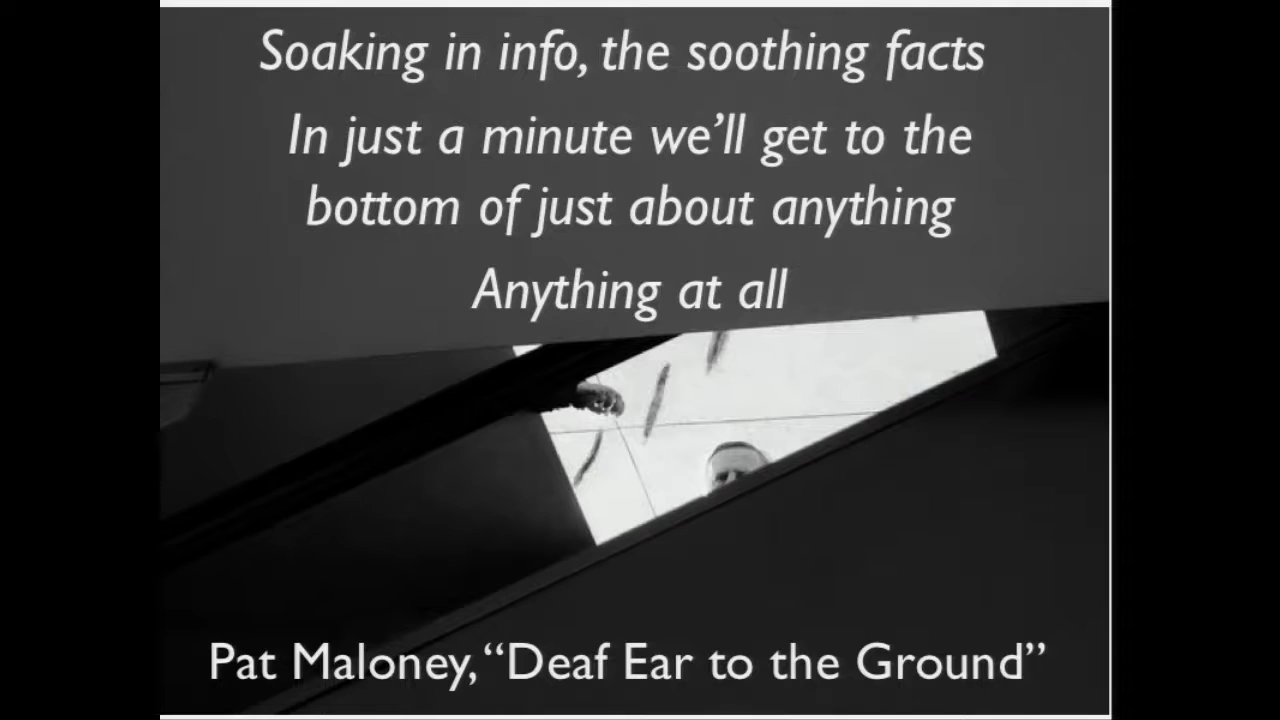 Soaking in info, the soothing facts
In just a minute we’ll get to the
bottom of just about anything
Anything at all
Pat Maloney, “Deaf Ear to the Ground”